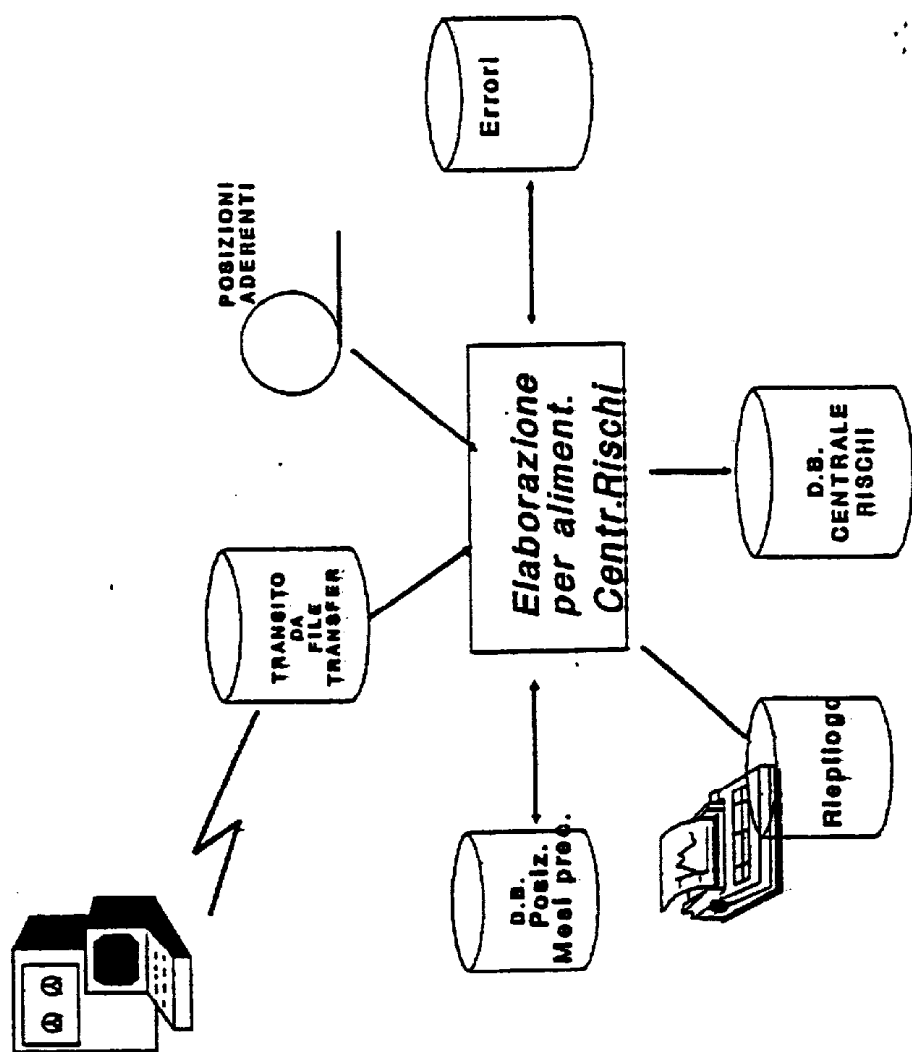 POSIZIONI
ADERENTI
TRANSITO
DA
FILE
TRANSFER
D.B.
Posiz.
Mesi prec.
Elaborazione
per aliment.
Centr.Rischi
Errori
Riepilogo
D.B.
CENTRALE
RISCHI